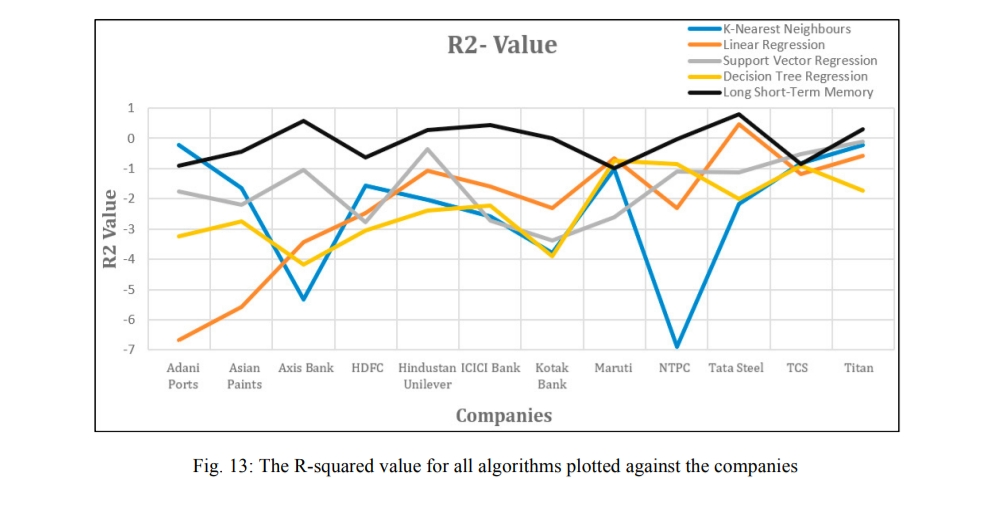 R2- Value
K-Nearest Neighbours
Linear Regression
Support Vector Regression
Decision Tree Regression
Long Short-Term Memory
1
0
-1
-2
-3
-4
-5
-6
-7
R2 Value
Adani Ports
Asian Paints
Axis Bank
HDFC
Hindustan Unilever
ICICI Bank
Kotak Bank
Maruti
NTPC
Tata Steel
TCS
Titan
Companies
Fig. 13: The R-squared value for all algorithms plotted against the companies